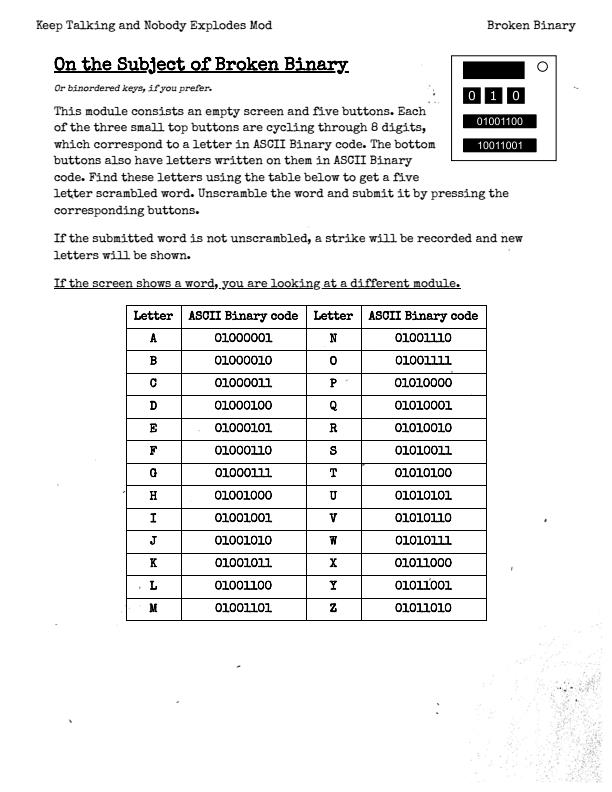 Keep Talking and Nobody Explodes Mod Broken Binary
On the Subject of Broken Binary
Or binordered keys, if you prefer.
0 1 0
01001100
10011001
This module consists an empty screen and five buttons. Each
of the three small top buttons are cycling through 8 digits,
which correspond to a letter in ASCII Binary code. The bottom
buttons also have letters written on them in ASCII Binary
code. Find these letters using the table below to get a five
letter scrambled word. Unscramble the word and submit it by pressing the
corresponding buttons.
If the submitted word is not unscrambled, a strike will be recorded and new
letters will be shown.
If the screen shows a word, you are looking at a different module.
Letter ASCII Binary code Letter ASCII Binary code
A 01000001 N 01001110
B 01000010 O 01001111
C 01000011 P 01010000
D 01000100 Q 01010001
E 01000101 R 01010010
F 01000110 S 01010011
G 01000111 T 01010100
H 01001000 U 01010101
I 01001001 V 01010110
J 01001010 W 01010111
K 01001011 X 01011000
L 01001100 Y 01011001
M 01001101 Z 01011010